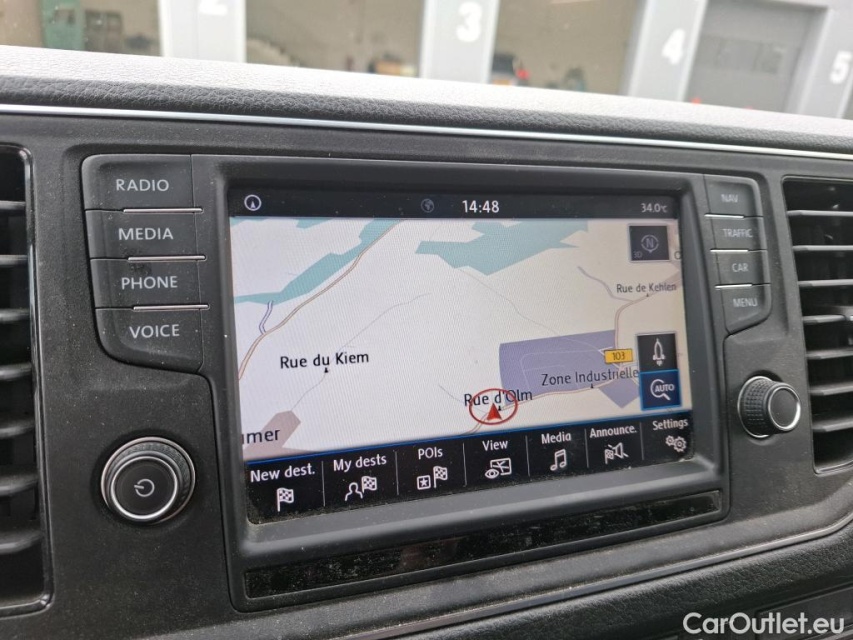 3
4
5
RADIO
MEDIA
PHONE
VOICE
14:48
34.0°C
NAV
TRAFFIC
CAR
MENU
N
3D
Rue de Kehlen
Rue du Kiem
103
Zone Industrielle
Rue d'Olm
AUTO
mer
New dest.
My dests
POIs
View
Media
Announce.
Settings
CarOutlet.eu